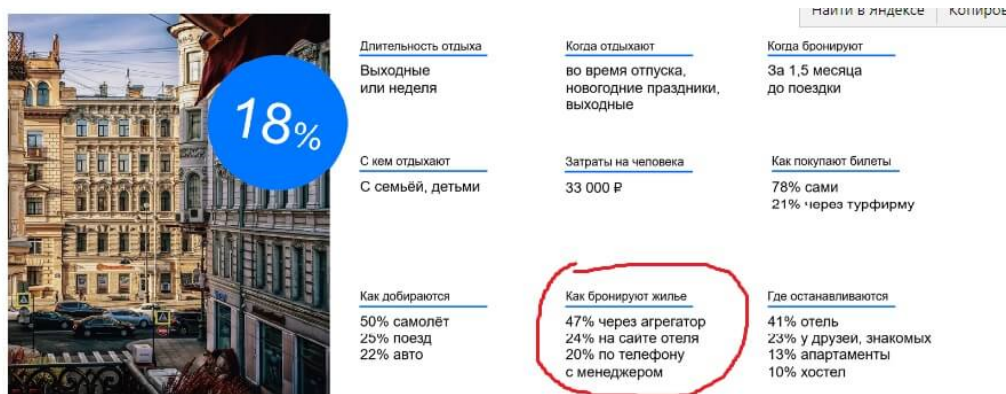 Найти в Яндексе
Копиров
18%
Длительность отдыха
Выходные
или неделя
Когда отдыхают
во время отпуска,
новогодние праздники,
выходные
Когда бронируют
За 1,5 месяца
до поездки
С кем отдыхают
С семьёй, детьми
Затраты на человека
33 000 ₽
Как покупают билеты
78% сами
21% через турфирму
Как добираются
50% самолёт
25% поезд
22% авто
Как бронируют жилье
47% через агрегатор
24% на сайте отеля
20% по телефону
с менеджером
Где останавливаются
41% отель
23% у друзей, знакомых
13% апартаменты
10% хостел